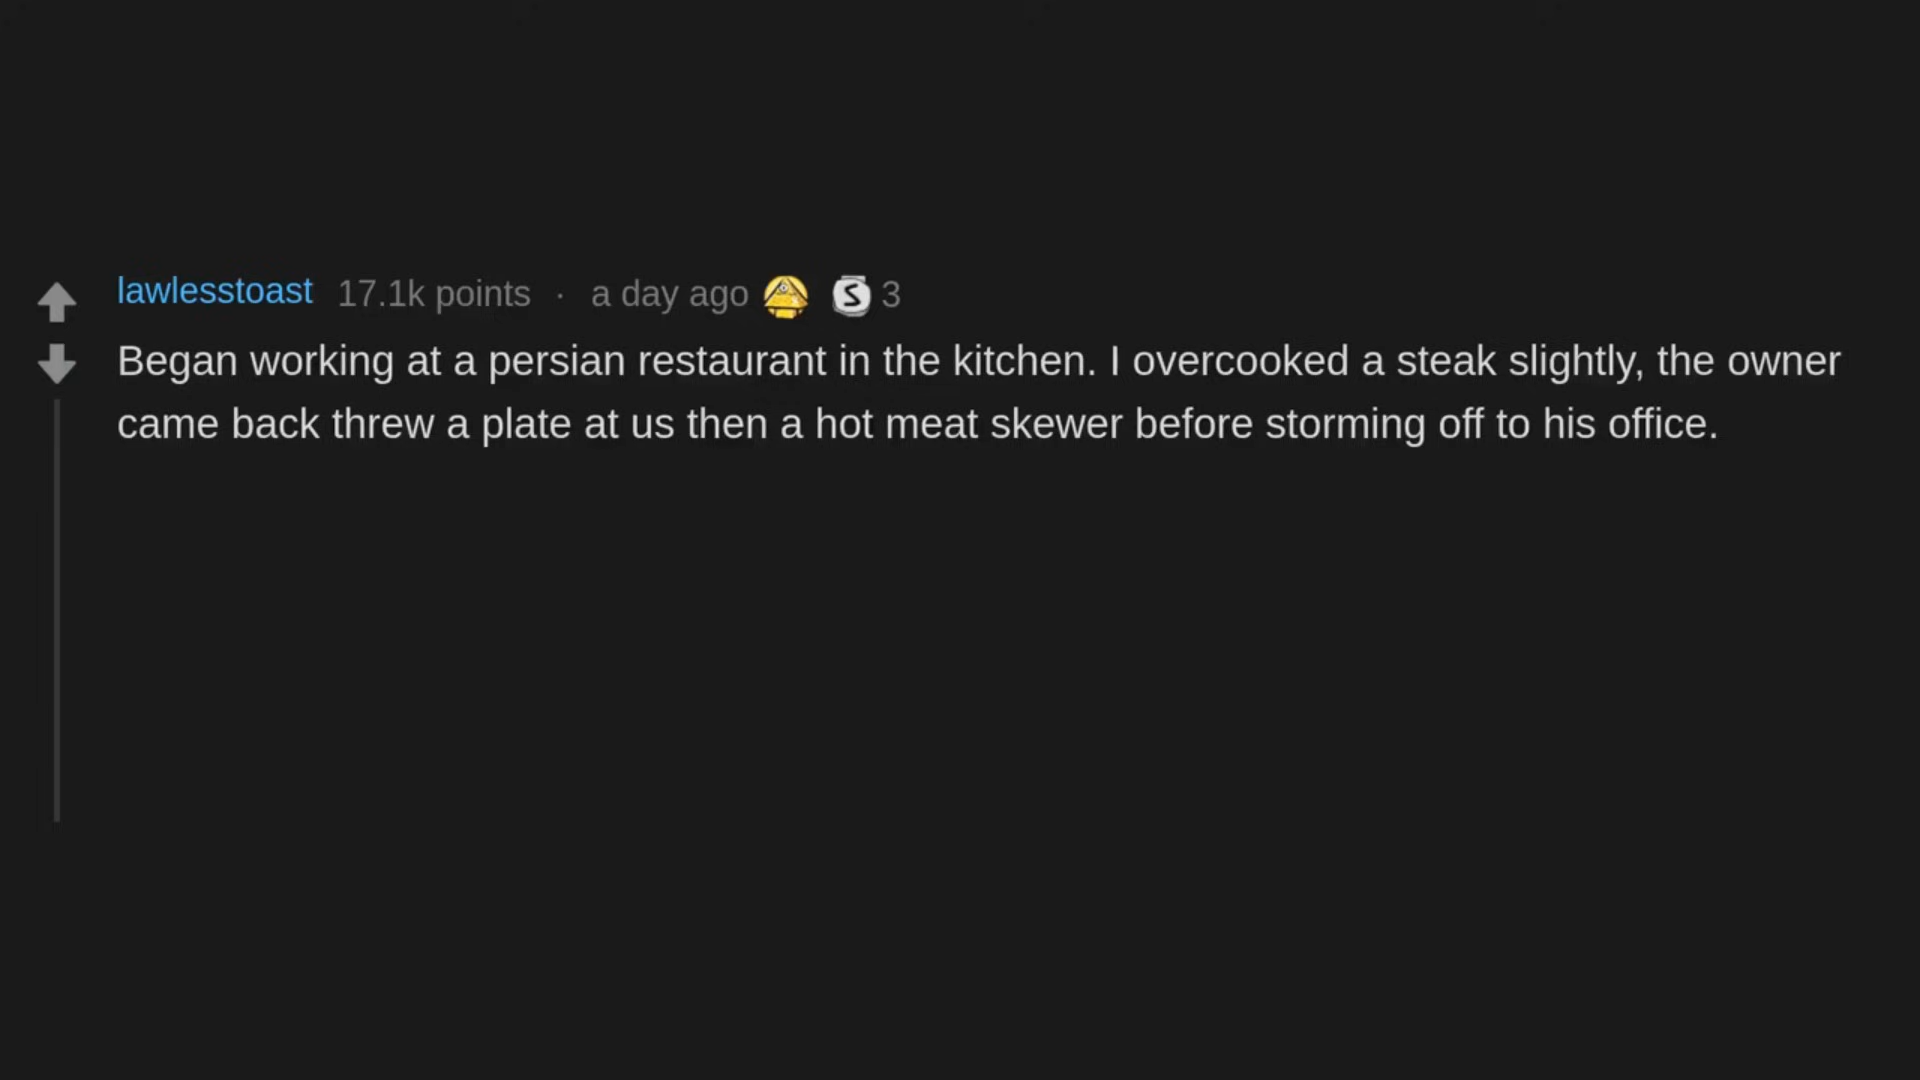 lawlesstoast 17.1k points · a day ago S 3
Began working at a persian restaurant in the kitchen. I overcooked a steak slightly, the owner
came back threw a plate at us then a hot meat skewer before storming off to his office.